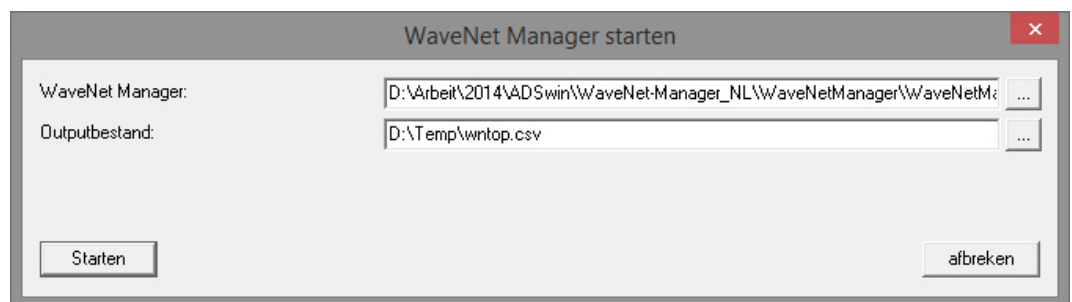 WaveNet Manager starten
WaveNet Manager: D:\Arbeit\2014\ADSwin\WaveNet-Manager_NL\WaveNetManager\WaveNetMa ...
Outputbestand: D:\Temp\wntop.csv ...
Starten afbreken